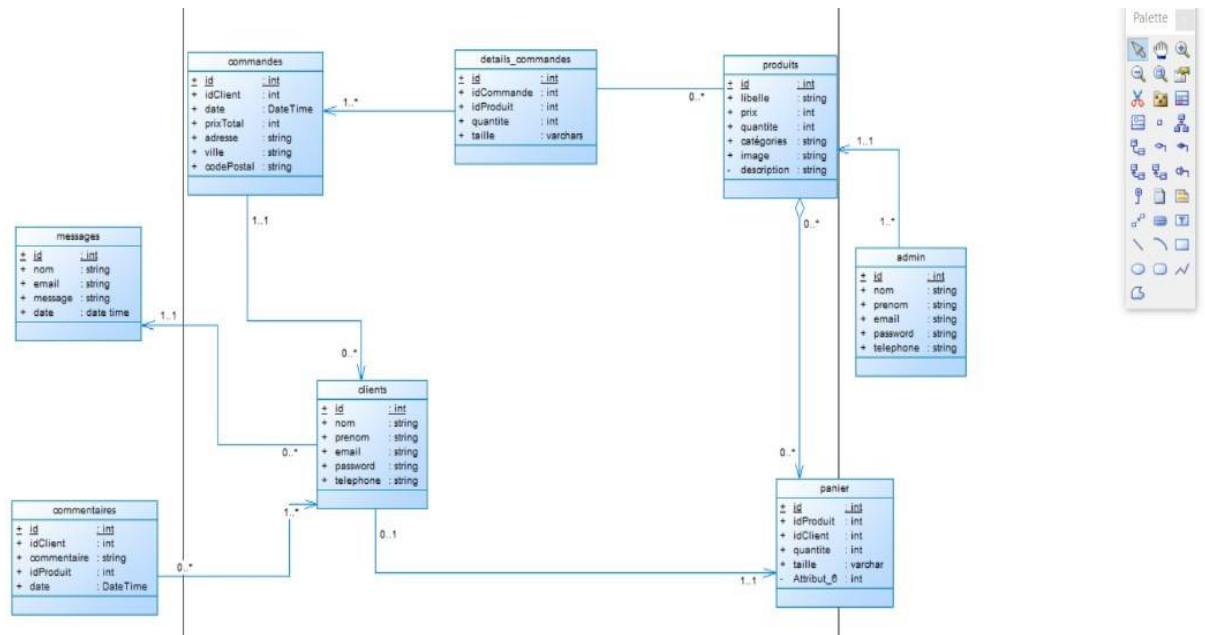 Palette
commandes
+ id : int
+ idClient : int
+ date : DateTime
+ prixTotal : int
+ adresse : string
+ ville : string
+ codePostal : string
1..*
details_commandes
+ id : int
+ idCommande : int
+ idProduit : int
+ quantite : int
+ taille : varchars
0..*
produits
+ id : int
+ libelle : string
+ prix : int
+ quantite : int
+ catégories : string
+ image : string
- description : string
1..1
1..*
0..*
1..1
admin
+ id : int
+ nom : string
+ prenom : string
+ email : string
+ password : string
+ telephone : string
messages
+ id : int
+ nom : string
+ email : string
+ message : string
+ date : date time
1..1
0..*
0..*
clients
+ id : int
+ nom : string
+ prenom : string
+ email : string
+ password : string
+ telephone : string
1..*
0..1
0..*
panier
+ id : int
+ idProduit : int
+ idClient : int
+ quantite : int
+ taille : varchar
- Attribut_6 : int
1..1
commentaires
+ id : int
+ idClient : int
+ commentaire : string
+ idProduit : int
+ date : DateTime
0..*